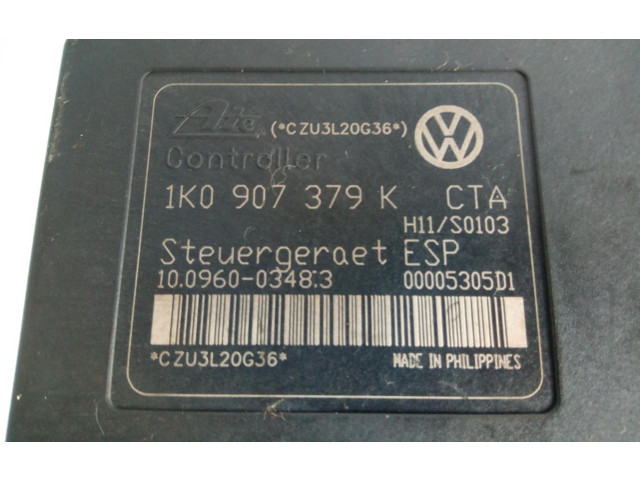 Ate (*CZU3L20G36*)
Controller
1K0 907 379 K CTA
H11/S0103
Steuergeraet ESP
10.0960-0348.3 00005305D1
*CZU3L20G36* MADE IN PHILIPPINES